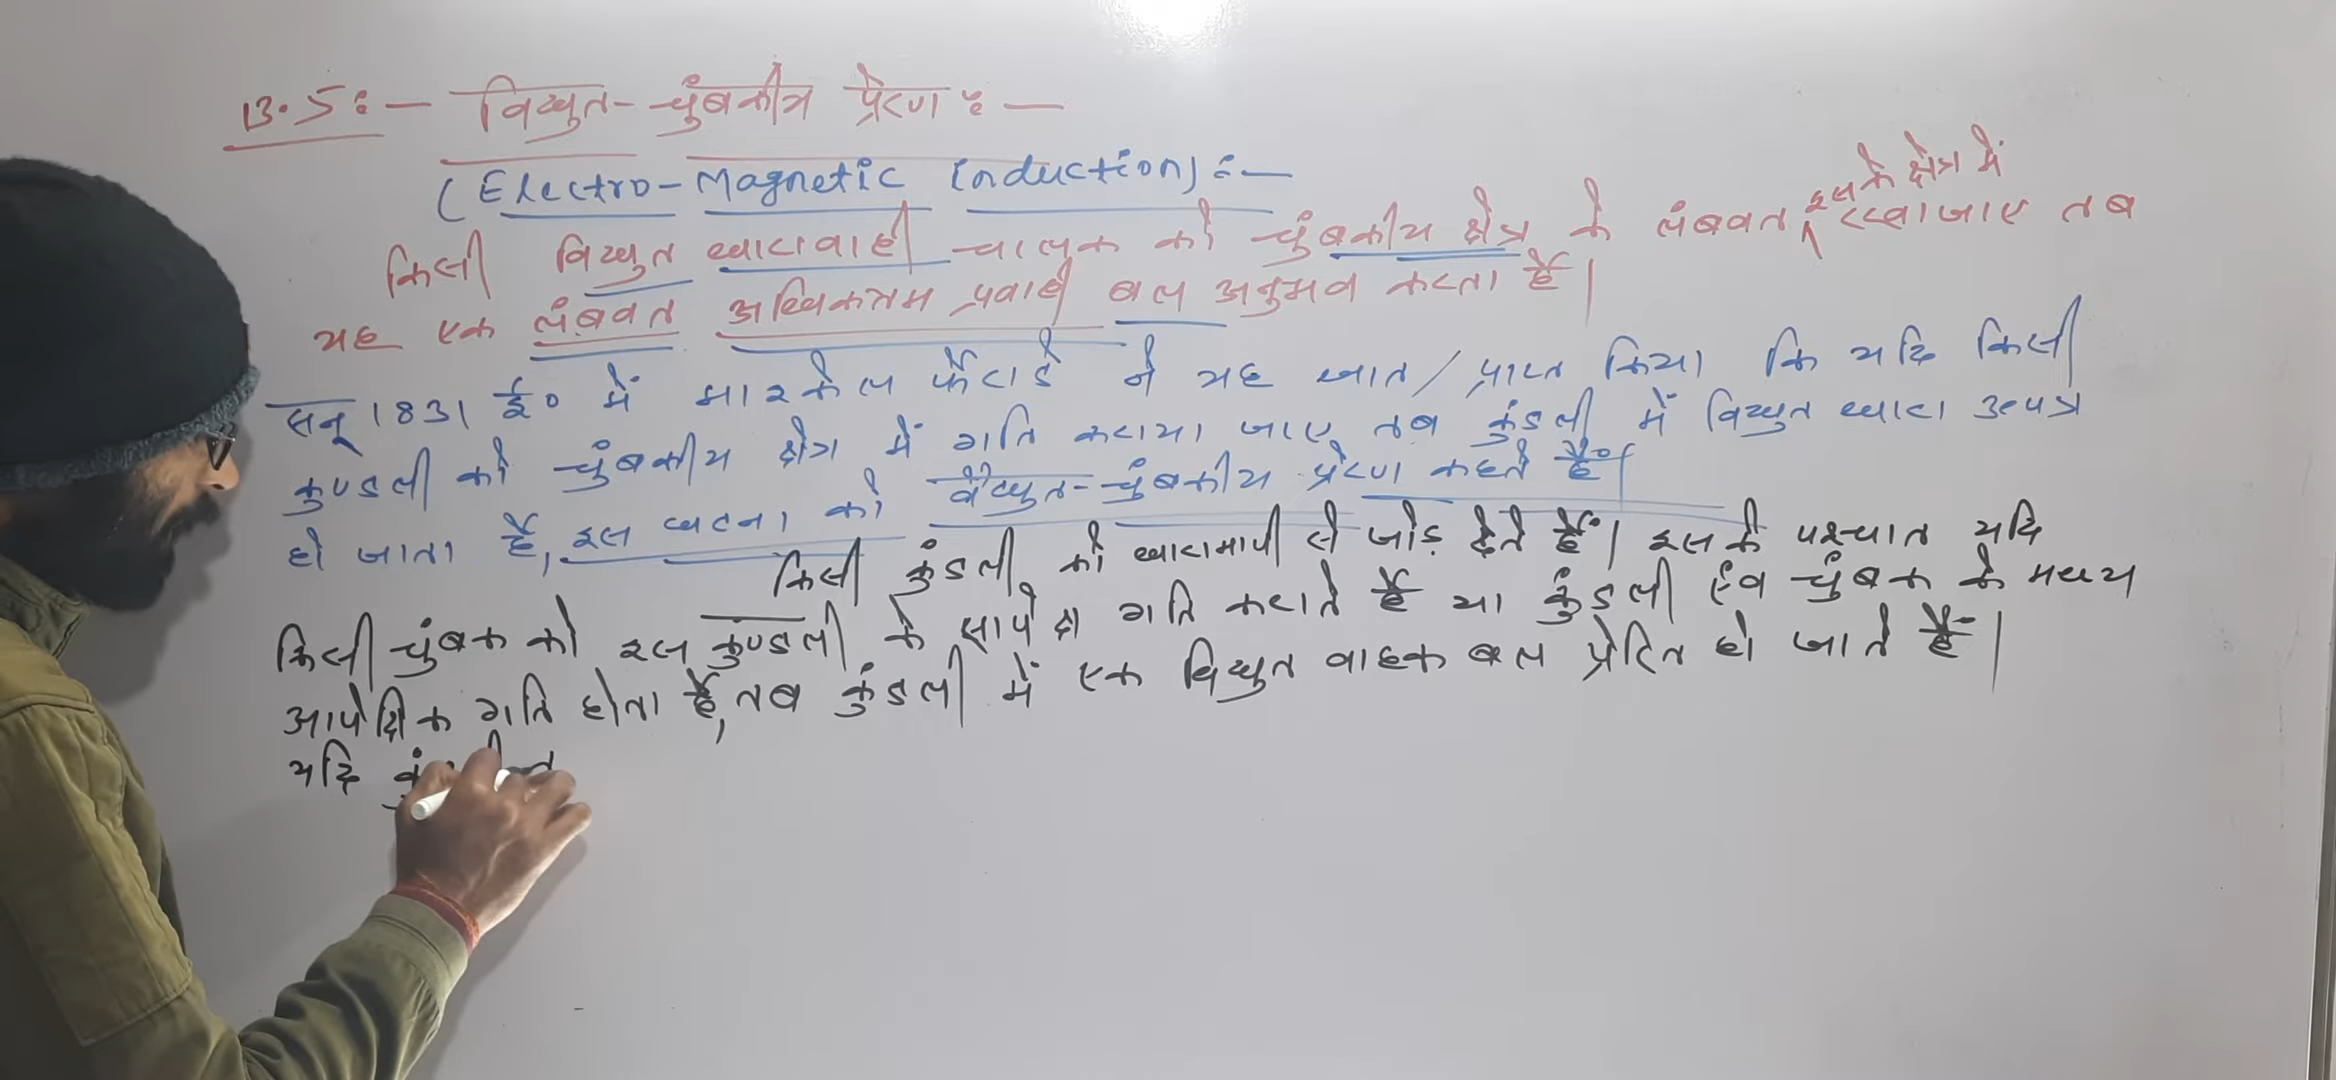 13.5:— विद्युत-चुंबकीय प्रेरण:—
(Electro-Magnetic Induction):—
किसी विद्युत धारावाही चालक को चुंबकीय क्षेत्र के लंबवत इसके क्षेत्र में रखा जाए तब
यह एक लंबवत अधिकतम प्रवाही बल अनुभव करता है।
सन् 1831 ई० में माइकेल फैराडे ने यह ज्ञात/प्राप्त किया कि यदि किसी
कुण्डली को चुंबकीय क्षेत्र में गति कराया जाए तब कुंडली में विद्युत धारा उत्पन्न
हो जाता है, इस घटना को वैद्युत-चुंबकीय प्रेरण कहते हैं।
किसी कुंडली को धारामापी से जोड़ देते हैं। इसके पश्चात यदि
किसी चुंबक को इस कुण्डली के सापेक्ष गति कराते हैं या कुंडली एंव चुंबक के मध्य
आपेक्षिक गति होता है, तब कुंडली में एक विद्युत वाहक बल प्रेरित हो जाते हैं।
यदि